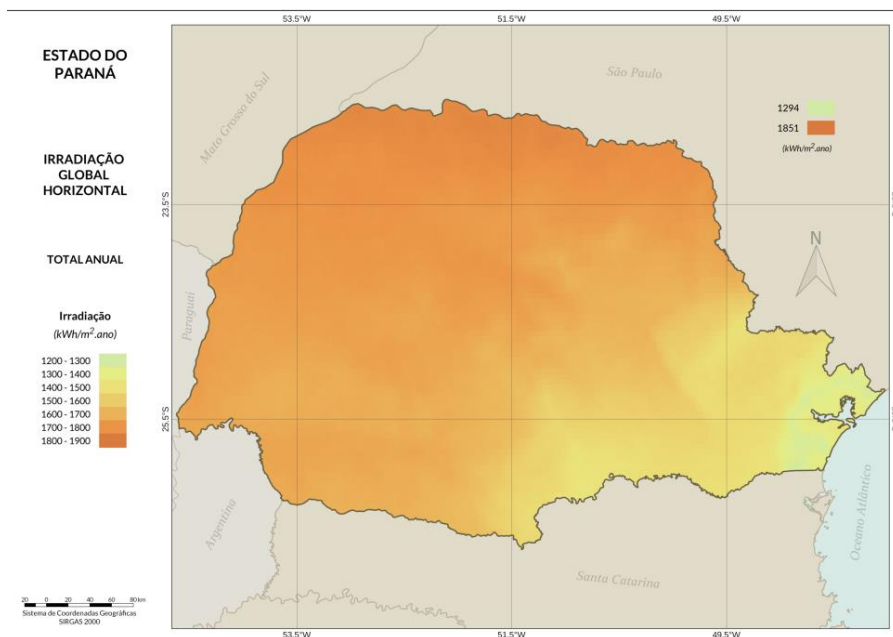 53.5°W
51.5°W
49.5°W
ESTADO DO
PARANÁ
São Paulo
Mato Grosso do Sul
1294
1851
(kWh/m².ano)
IRRADIAÇÃO
GLOBAL
HORIZONTAL
23.5°S
N
TOTAL ANUAL
Paraguai
Irradiação
(kWh/m².ano)
1200 - 1300
1300 - 1400
1400 - 1500
1500 - 1600
1600 - 1700
1700 - 1800
1800 - 1900
25.5°S
Argentina
Oceano Atlântico
Santa Catarina
20 0 20 40 60 80 km
Sistema de Coordenadas Geográficas
SIRGAS 2000
53.5°W
51.5°W
49.5°W